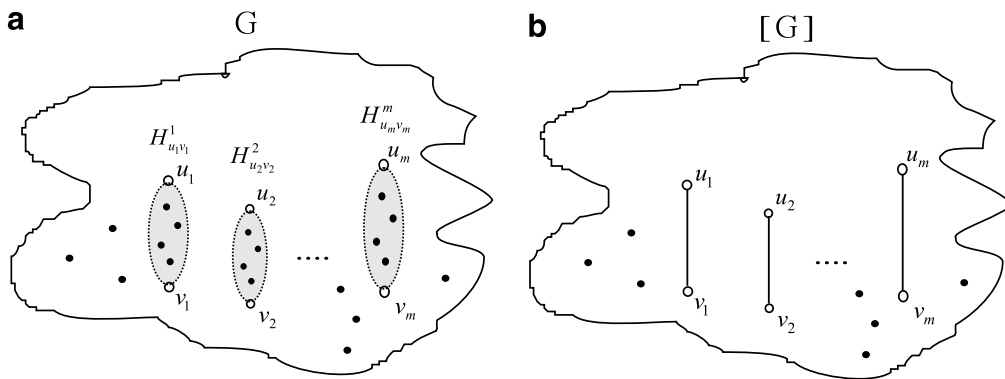 a G b [G]
H^1_{u_1v_1} H^2_{u_2v_2} H^m_{u_mv_m}
u_1 u_2 u_m u_1 u_2 u_m
.... ....
v_1 v_2 v_m v_1 v_2 v_m